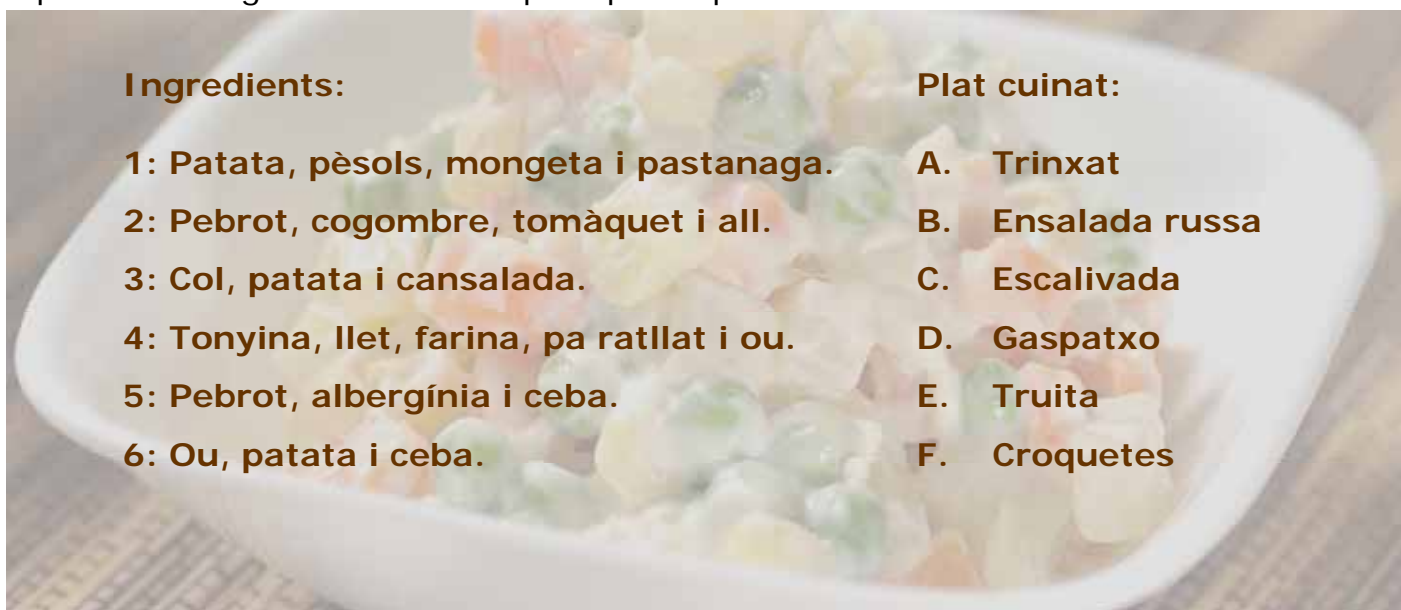 Ingredients:
1: Patata, pèsols, mongeta i pastanaga.
2: Pebrot, cogombre, tomàquet i all.
3: Col, patata i cansalada.
4: Tonyina, llet, farina, pa ratllat i ou.
5: Pebrot, albergínia i ceba.
6: Ou, patata i ceba.
Plat cuinat:
A. Trinxat
B. Ensalada russa
C. Escalivada
D. Gaspatxo
E. Truita
F. Croquetes